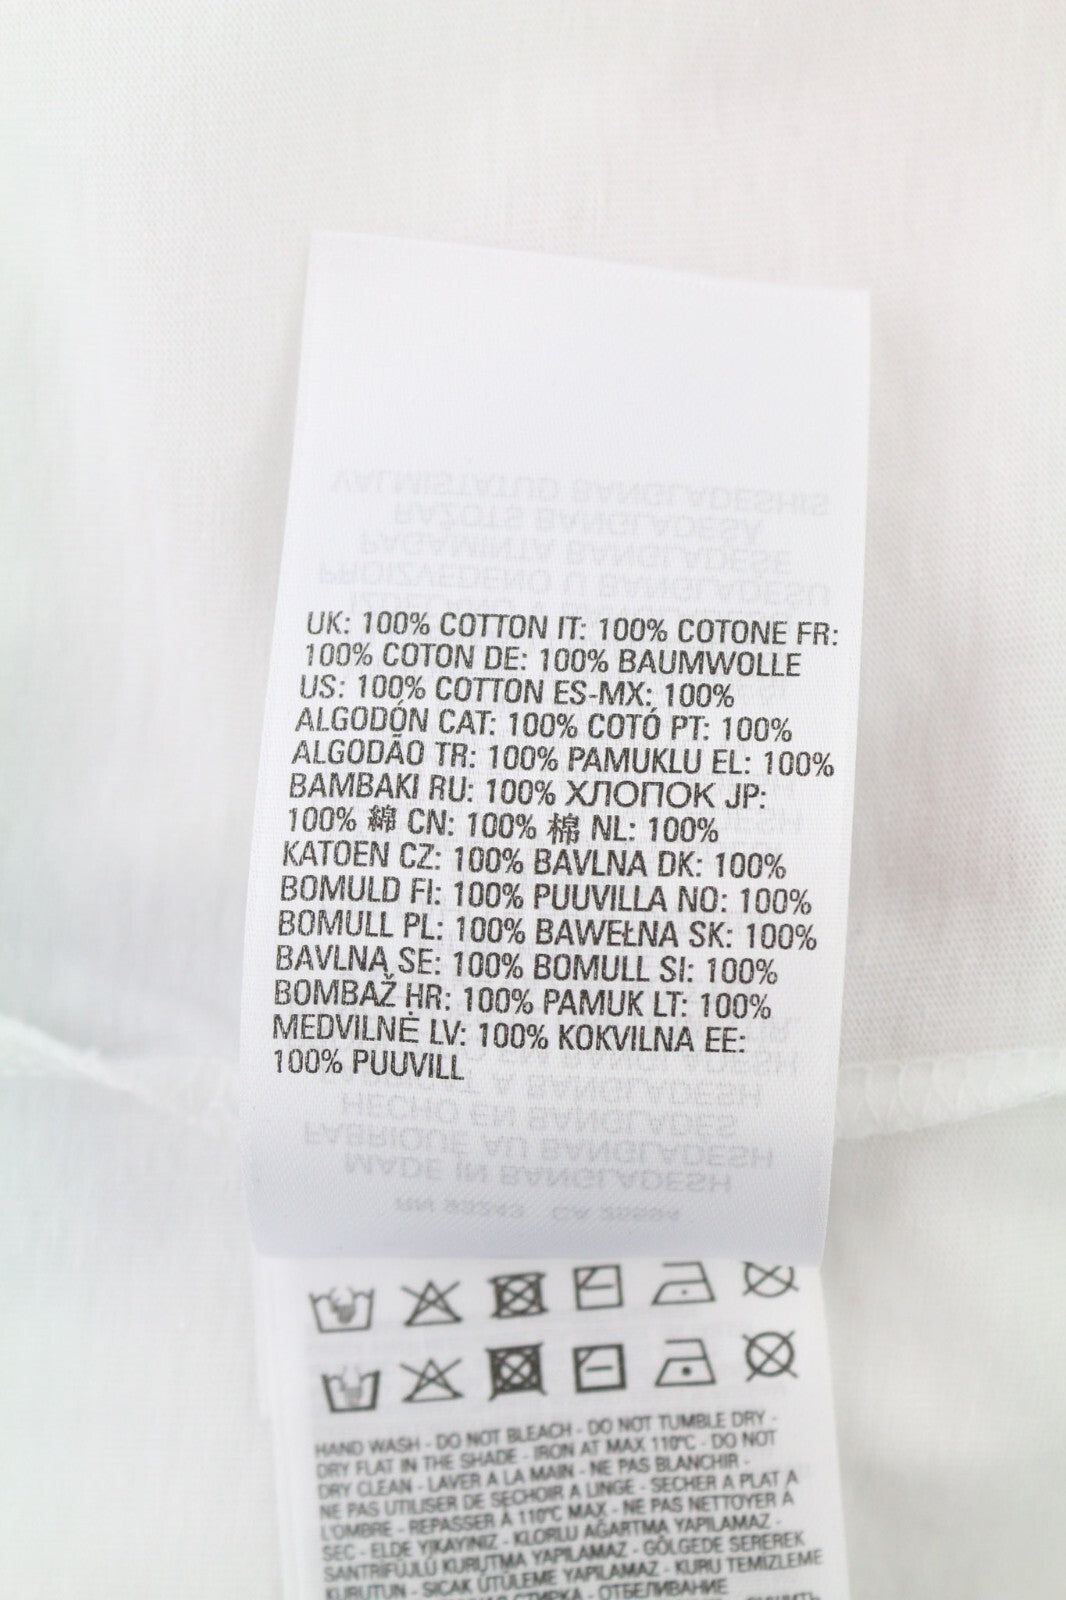 UK: 100% COTTON IT: 100% COTONE FR:
100% COTON DE: 100% BAUMWOLLE
US: 100% COTTON ES-MX: 100%
ALGODÓN CAT: 100% COTÓ PT: 100%
ALGODÃO TR: 100% PAMUKLU EL: 100%
BAMBAKI RU: 100% ХЛОПОК JP:
100% 綿 CN: 100% 棉 NL: 100%
KATOEN CZ: 100% BAVLNA DK: 100%
BOMULD FI: 100% PUUVILLA NO: 100%
BOMULL PL: 100% BAWEŁNA SK: 100%
BAVLNA SE: 100% BOMULL SI: 100%
BOMBAŽ HR: 100% PAMUK LT: 100%
MEDVILNĖ LV: 100% KOKVILNA EE:
100% PUUVILL
HAND WASH - DO NOT BLEACH - DO NOT TUMBLE DRY -
DRY FLAT IN THE SHADE - IRON AT MAX 110°C - DO NOT
DRY CLEAN - LAVER A LA MAIN - NE PAS BLANCHIR -
NE PAS UTILISER DE SECHOIR A LINGE - SECHER A PLAT A
L'OMBRE - REPASSER À 110°C MAX - NE PAS NETTOYER A
SEC - ELDE YIKAYINIZ - KLORLU AĞARTMA YAPILAMAZ -
SANTRİFÜJLÜ KURUTMA YAPILAMAZ - GÖLGEDE SEREREK
KURUTUN - SICAK ÜTÜLEME YAPILAMAZ - KURU TEMİZLEME
СТИРКА - ОТБЕЛИВАНИЕ